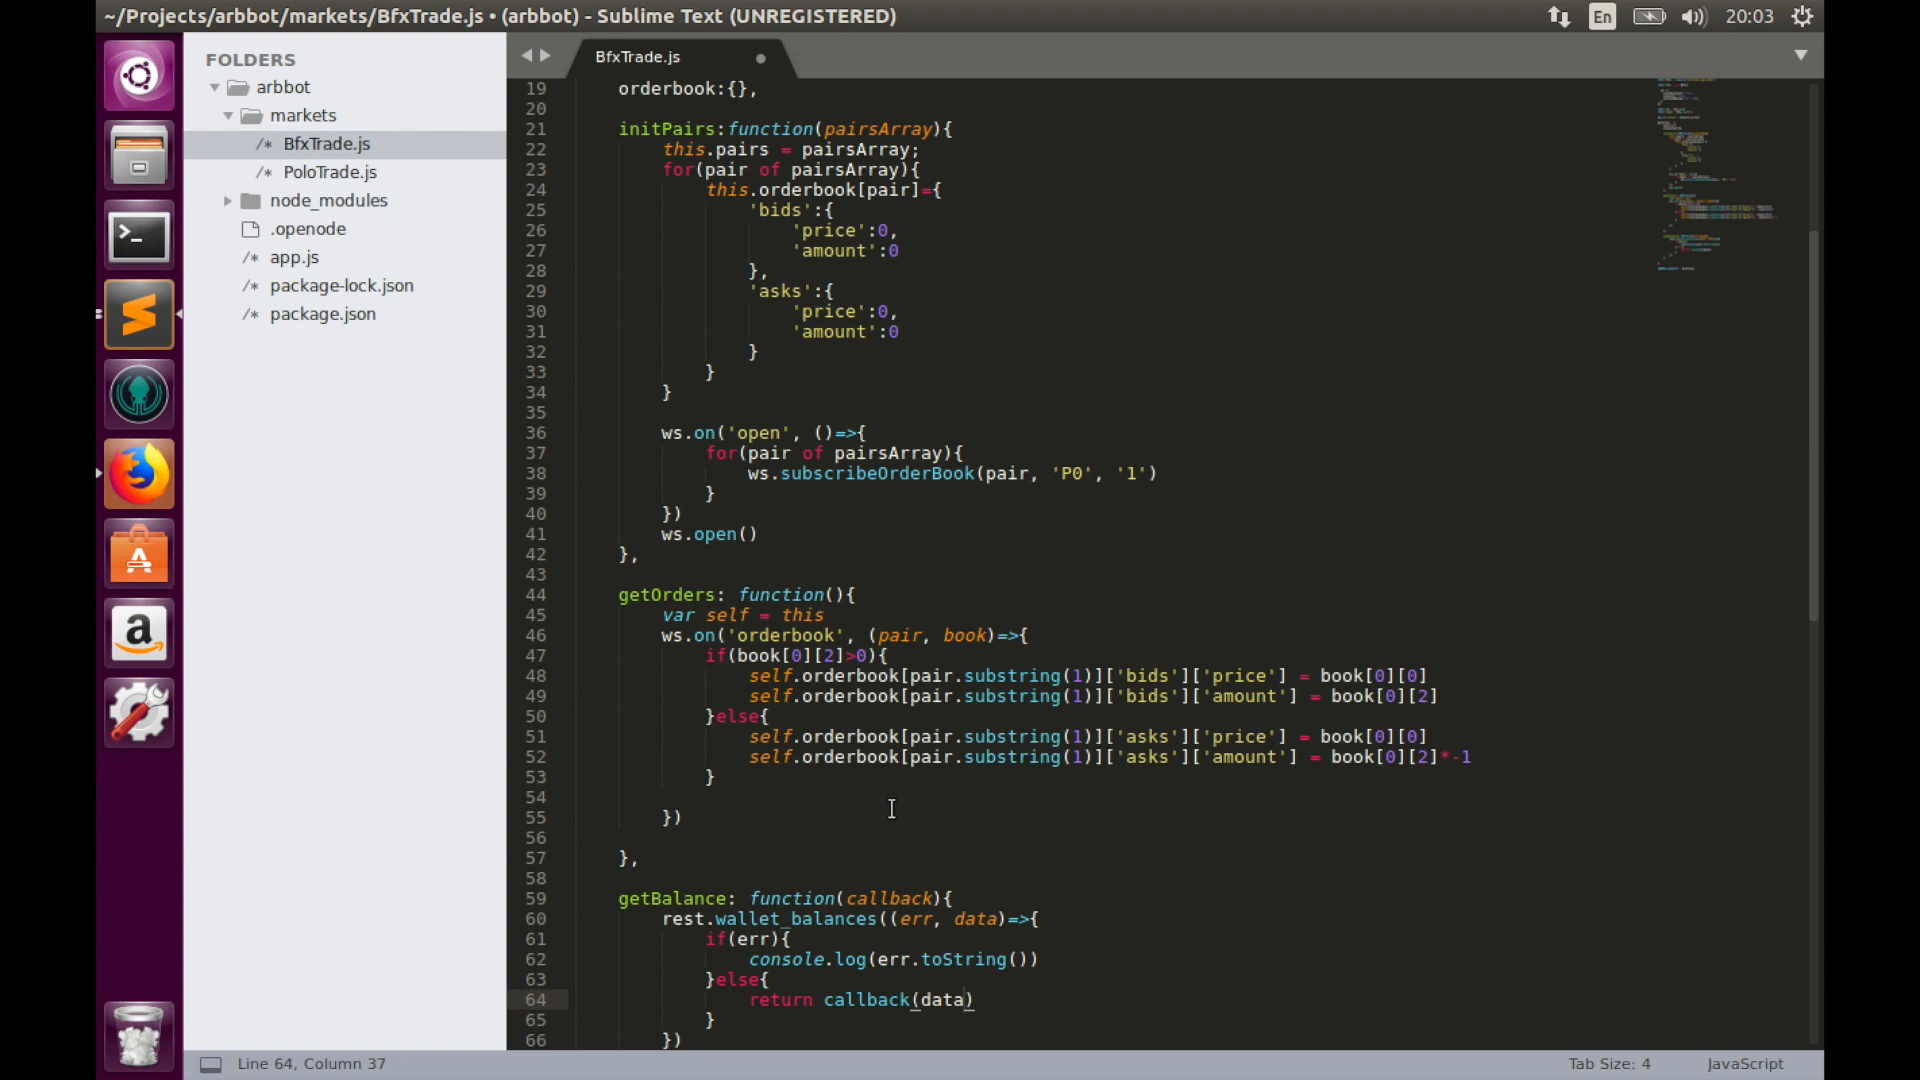 ~/Projects/arbbot/markets/BfxTrade.js • (arbbot) - Sublime Text (UNREGISTERED)
En
20:03
FOLDERS
arbbot
markets
/* BfxTrade.js
/* PoloTrade.js
node_modules
.openode
/* app.js
/* package-lock.json
/* package.json
BfxTrade.js
19 orderbook:{},
20
21 initPairs:function(pairsArray){
22 this.pairs = pairsArray;
23 for(pair of pairsArray){
24 this.orderbook[pair]={
25 'bids':{
26 'price':0,
27 'amount':0
28 },
29 'asks':{
30 'price':0,
31 'amount':0
32 }
33 }
34 }
35
36 ws.on('open', ()=>{
37 for(pair of pairsArray){
38 ws.subscribeOrderBook(pair, 'P0', '1')
39 }
40 })
41 ws.open()
42 },
43
44 getOrders: function(){
45 var self = this
46 ws.on('orderbook', (pair, book)=>{
47 if(book[0][2]>0){
48 self.orderbook[pair.substring(1)]['bids']['price'] = book[0][0]
49 self.orderbook[pair.substring(1)]['bids']['amount'] = book[0][2]
50 }else{
51 self.orderbook[pair.substring(1)]['asks']['price'] = book[0][0]
52 self.orderbook[pair.substring(1)]['asks']['amount'] = book[0][2]*-1
53 }
54
55 })
56
57 },
58
59 getBalance: function(callback){
60 rest.wallet_balances((err, data)=>{
61 if(err){
62 console.log(err.toString())
63 }else{
64 return callback(data)
65 }
66 })
Line 64, Column 37
Tab Size: 4
JavaScript